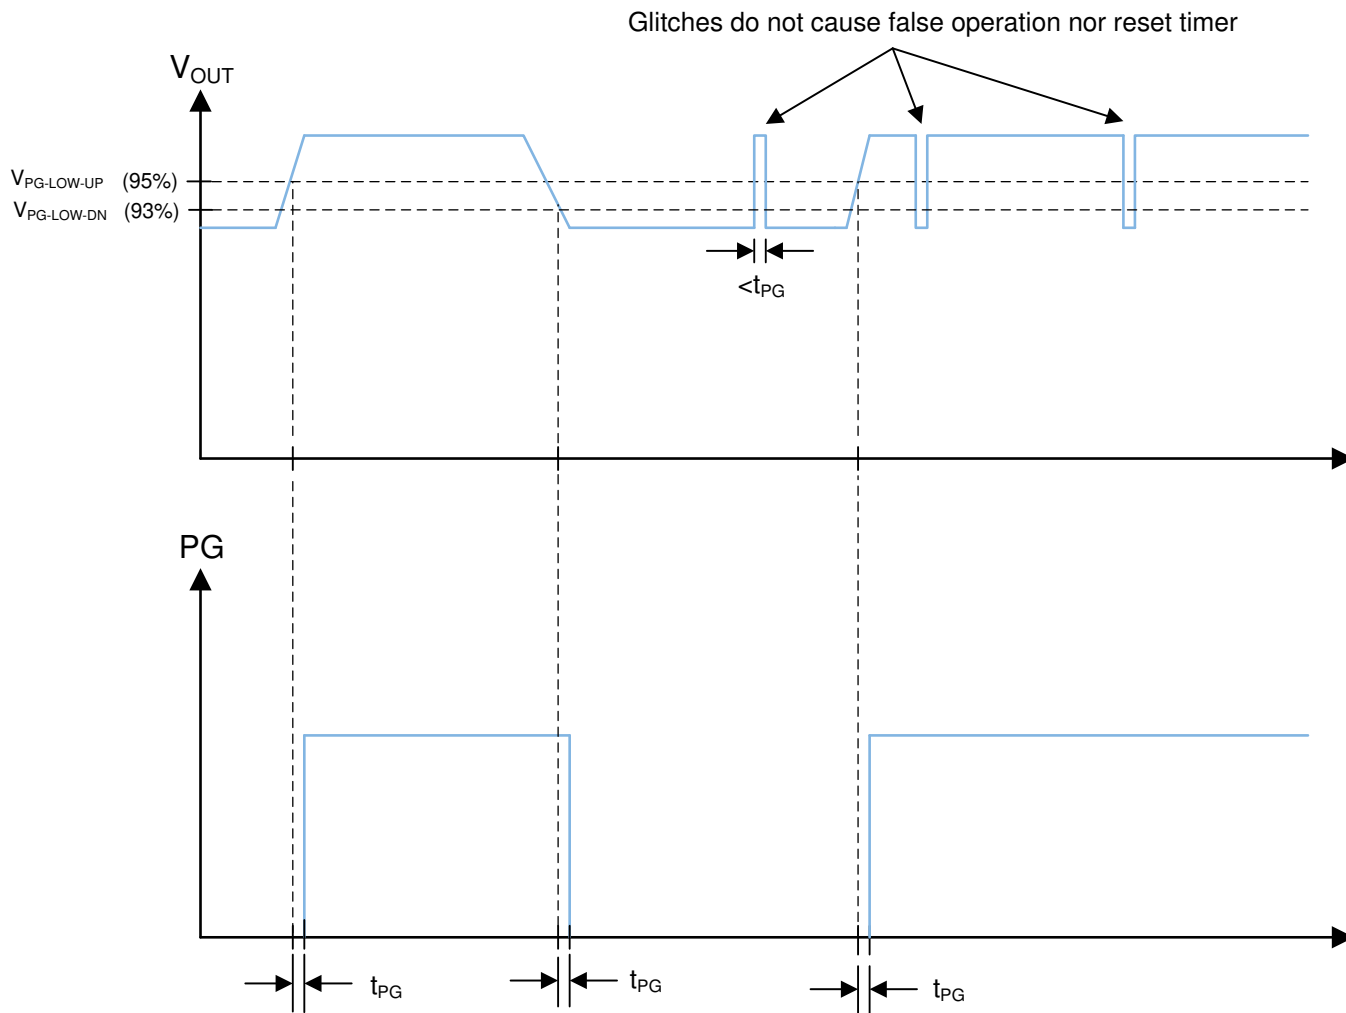 Glitches do not cause false operation nor reset timer
VOUT
VPG-LOW-UP (95%)
VPG-LOW-DN (93%)
<tPG
PG
tPG
tPG
tPG